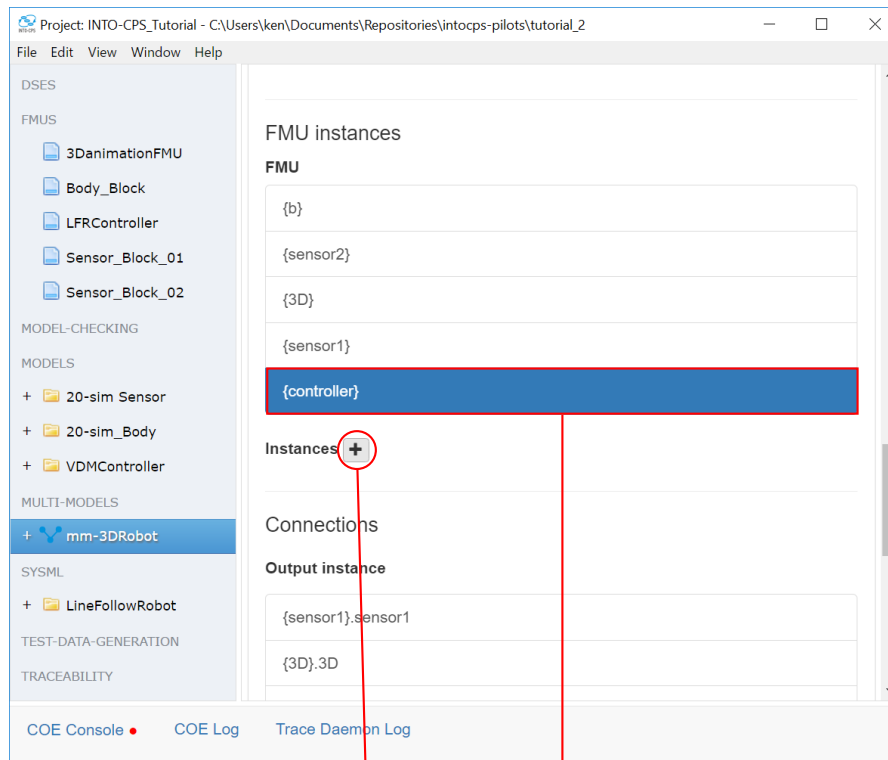 Project: INTO-CPS_Tutorial - C:\Users\ken\Documents\Repositories\intocps-pilots\tutorial_2
File Edit View Window Help
DSES
FMUS
3DanimationFMU
Body_Block
LFRController
Sensor_Block_01
Sensor_Block_02
MODEL-CHECKING
MODELS
+ 20-sim Sensor
+ 20-sim_Body
+ VDMController
MULTI-MODELS
+ mm-3DRobot
SYSML
+ LineFollowRobot
TEST-DATA-GENERATION
TRACEABILITY
FMU instances
FMU
{b}
{sensor2}
{3D}
{sensor1}
{controller}
Instances +
Connections
Output instance
{sensor1}.sensor1
{3D}.3D
COE Console COE Log Trace Daemon Log